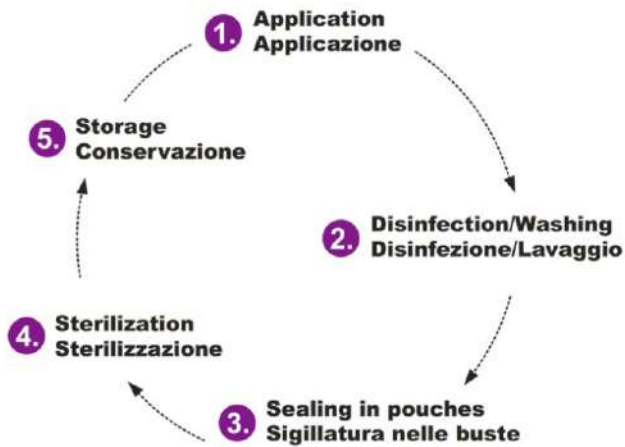 1. Application
Applicazione
2. Disinfection/Washing
Disinfezione/Lavaggio
3. Sealing in pouches
Sigillatura nelle buste
4. Sterilization
Sterilizzazione
5. Storage
Conservazione